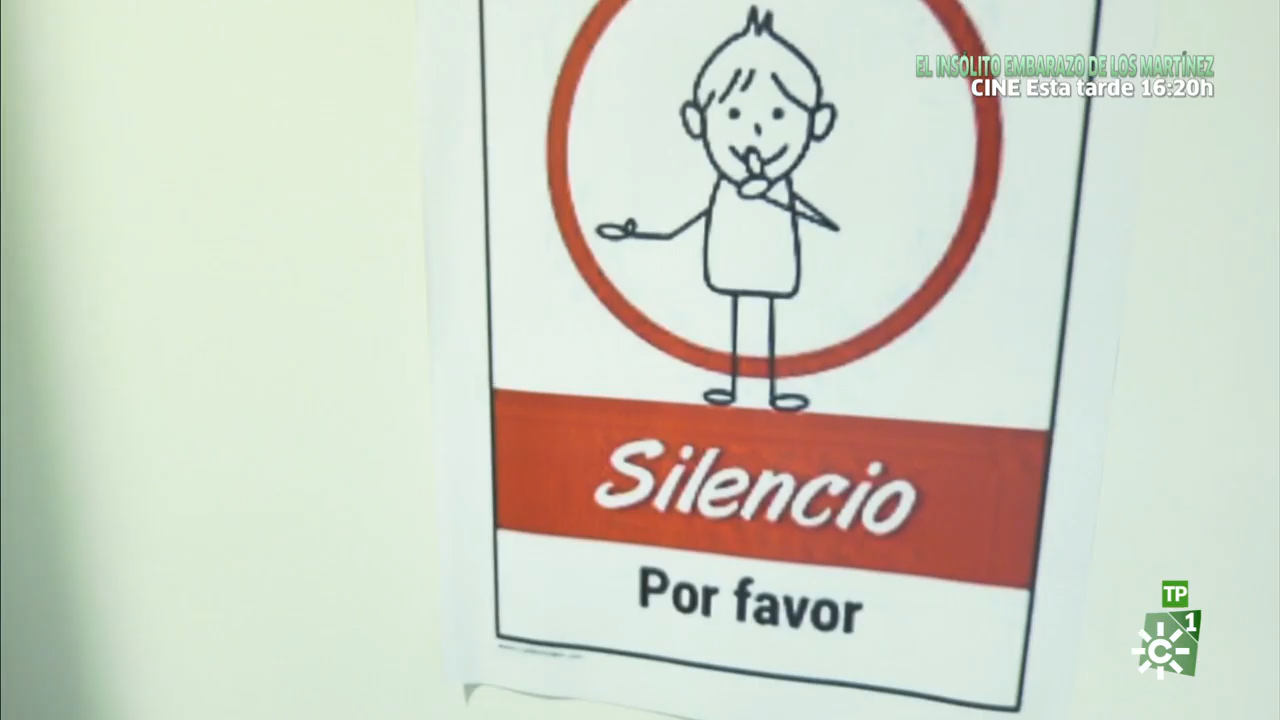 EL INSÓLITO EMBARAZO DE LOS MARTÍNEZ
CINE Esta tarde 16:20h
Silencio
Por favor
TP
1
C